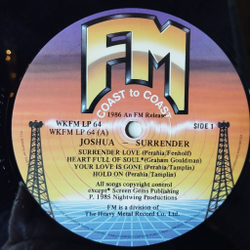 FM
COAST to COAST
1986 An FM Release
WKFM LP 64
WKFM LP 64 (A)
SIDE 1
JOSHUA – SURRENDER
SURRENDER LOVE (Perahia/Fenholf)
HEART FULL OF SOUL* (Graham Gouldman)
YOUR LOVE IS GONE (Perahia/Tamplin)
HOLD ON (Perahia/Tamplin)
All songs copyright control
except* Screen Gems Publishing
P. 1985 Nightwing Productions
FM is a division of
The Heavy Metal Record Co. Ltd.